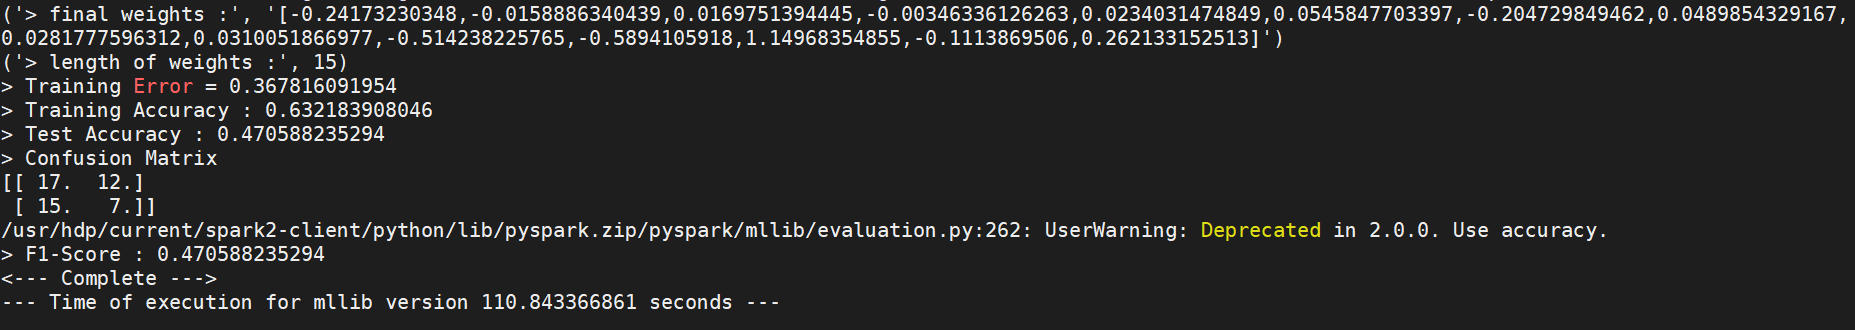 ('> final weights :', '[-0.24173230348,-0.0158886340439,0.0169751394445,-0.00346336126263,0.0234031474849,0.0545847703397,-0.204729849462,0.0489854329167,
0.0281777596312,0.0310051866977,-0.514238225765,-0.5894105918,1.14968354855,-0.1113869506,0.262133152513]')
('> length of weights :', 15)
> Training Error = 0.367816091954
> Training Accuracy : 0.632183908046
> Test Accuracy : 0.470588235294
> Confusion Matrix
[[ 17.  12.]
 [ 15.   7.]]
/usr/hdp/current/spark2-client/python/lib/pyspark.zip/pyspark/mllib/evaluation.py:262: UserWarning: Deprecated in 2.0.0. Use accuracy.
> F1-Score : 0.470588235294
<--- Complete --->
--- Time of execution for mllib version 110.843366861 seconds ---